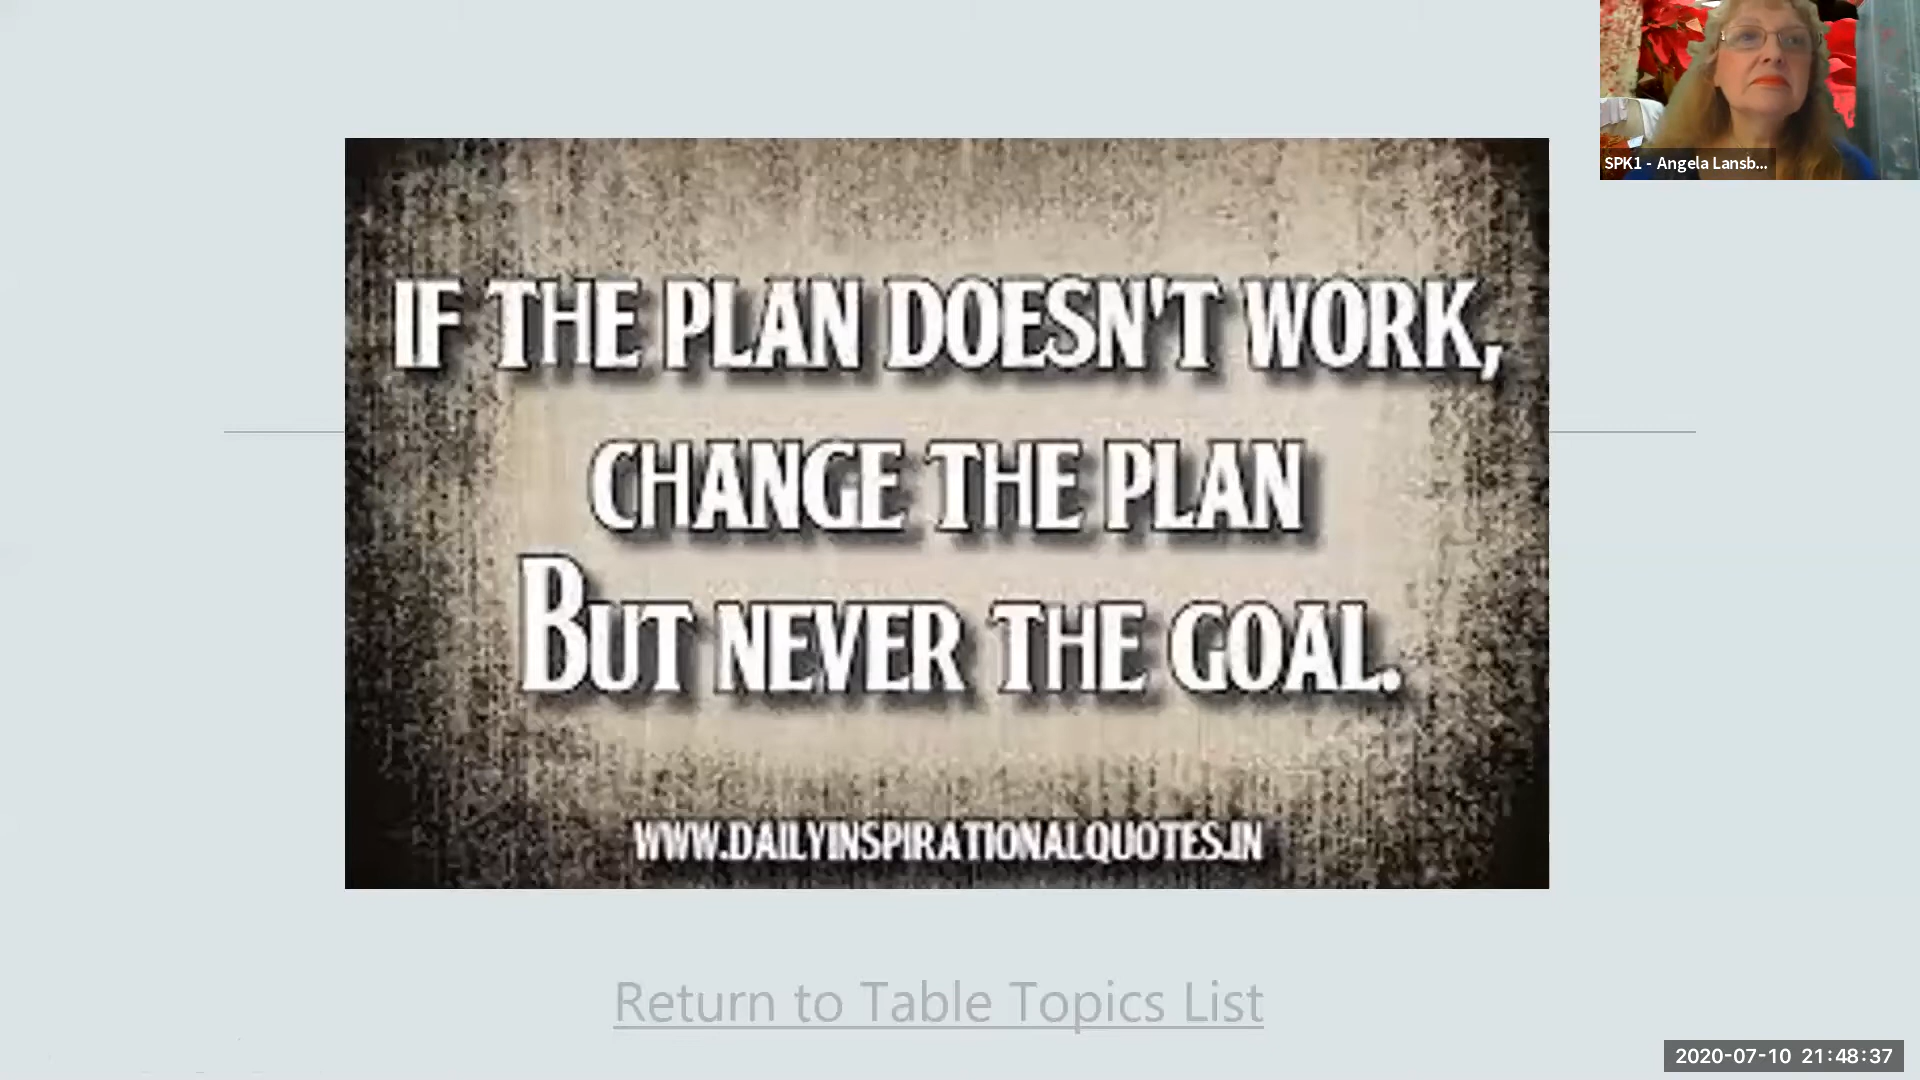 SPK1 - Angela Lansb...
IF THE PLAN DOESN'T WORK,
CHANGE THE PLAN
BUT NEVER THE GOAL.
WWW.DAILYINSPIRATIONALQUOTES.IN
Return to Table Topics List
2020-07-10 21:48:37